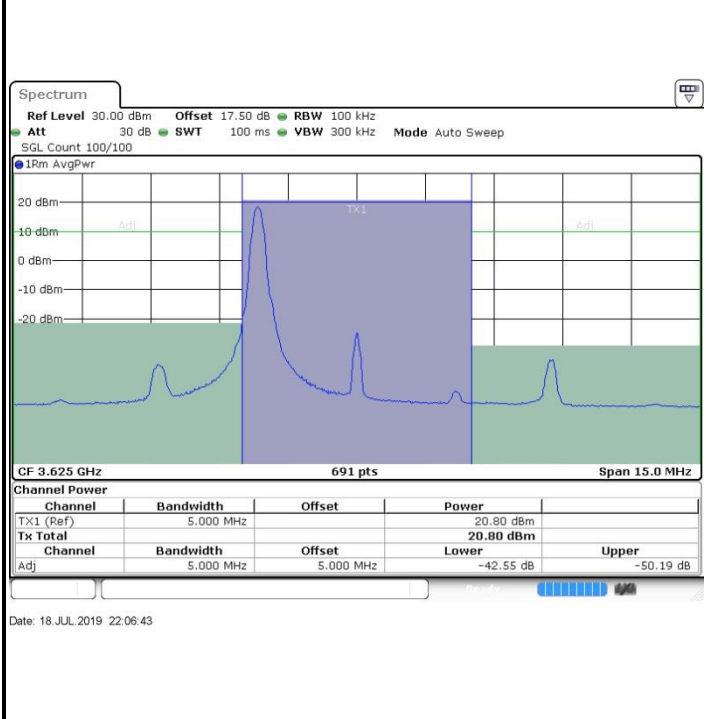 Spectrum
Ref Level 30.00 dBm Offset 17.50 dB RBW 100 kHz
Att 30 dB SWT 100 ms VBW 300 kHz Mode Auto Sweep
SGL Count 100/100
1Rm AvgPwr
20 dBm
TX1
Adj Adj
10 dBm
0 dBm
-10 dBm
-20 dBm
CF 3.625 GHz 691 pts Span 15.0 MHz
Channel Power
Channel Bandwidth Offset Power
TX1 (Ref) 5.000 MHz 20.80 dBm
Tx Total 20.80 dBm
Channel Bandwidth Offset Lower Upper
Adj 5.000 MHz 5.000 MHz -42.55 dB -50.19 dB
Ready
Date: 18.JUL.2019 22:06:43